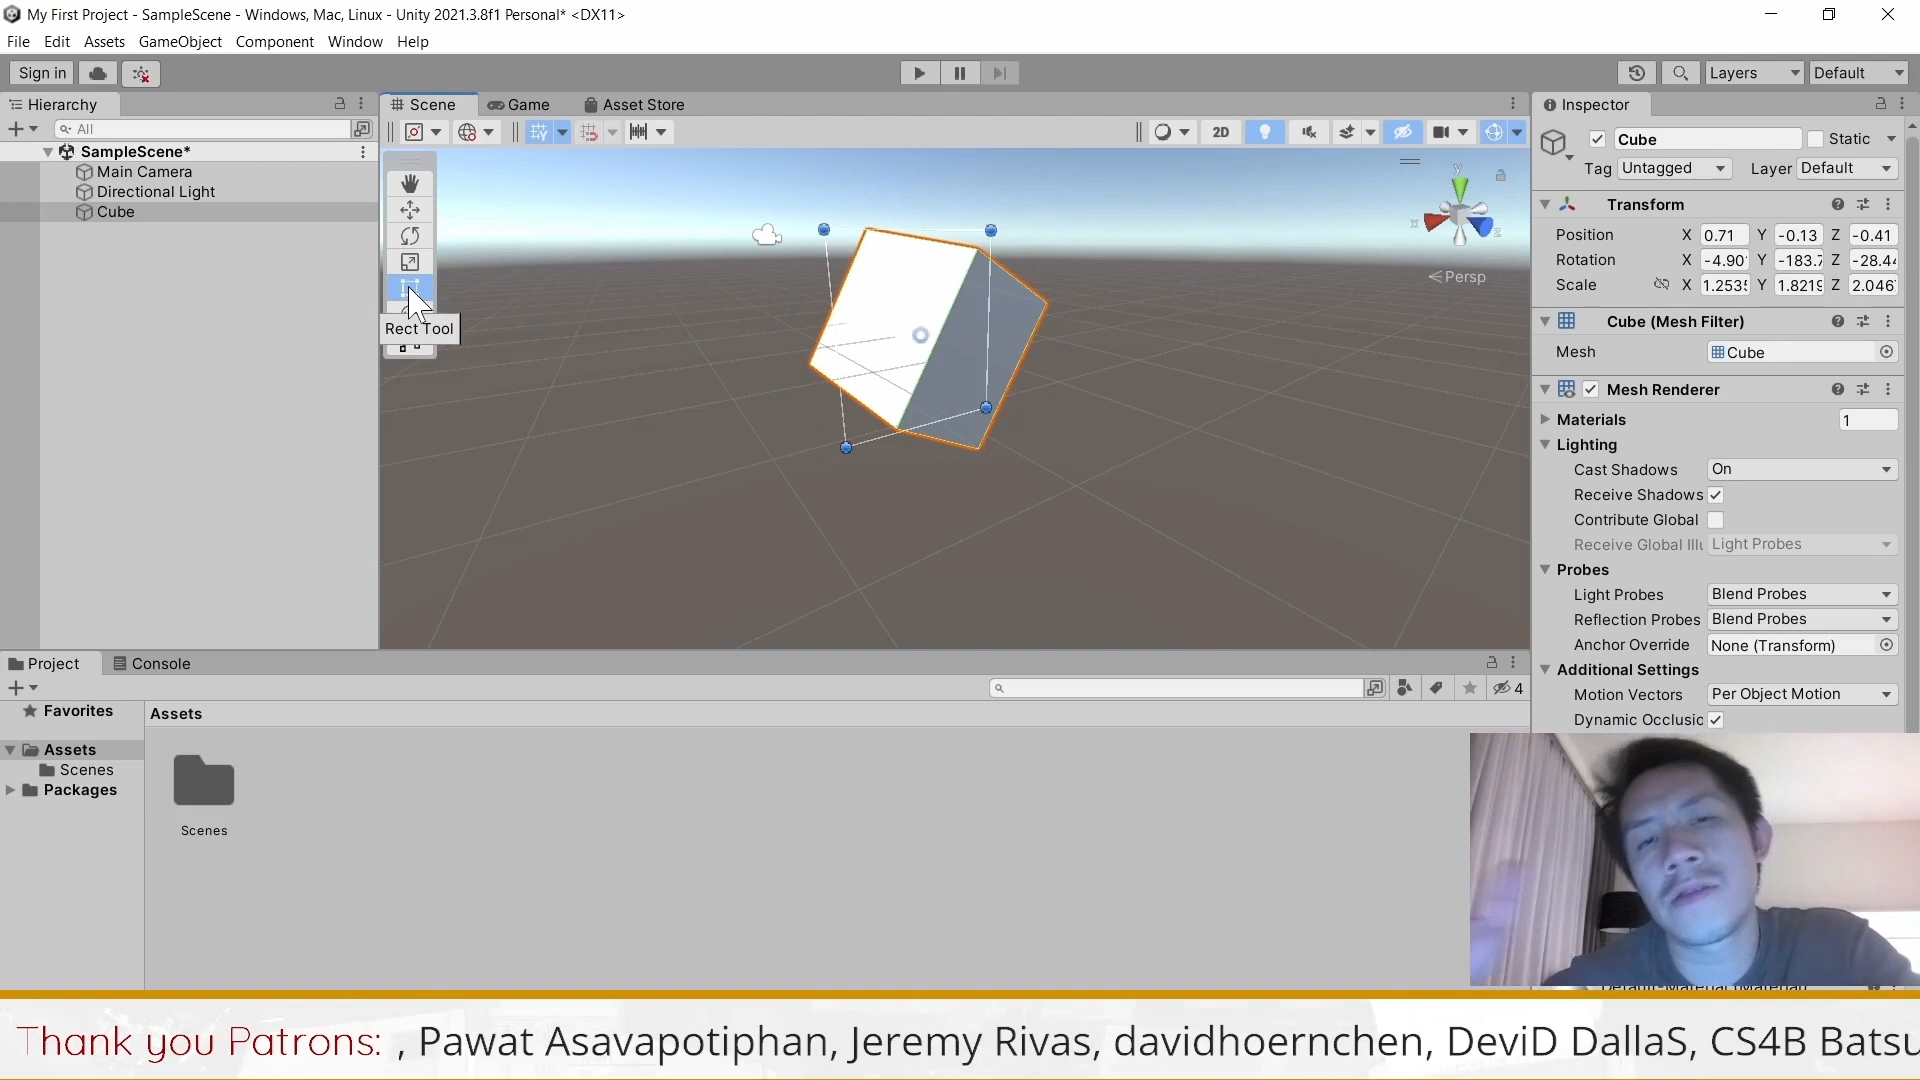 My First Project - SampleScene - Windows, Mac, Linux - Unity 2021.3.8f1 Personal* <DX11>
File Edit Assets GameObject Component Window Help
Sign in Layers Default
Hierarchy Scene Game Asset Store Inspector
All 2D Cube Static
SampleScene*
Tag Untagged Layer Default
Main Camera
Directional Light
Cube
Transform
Position X 0.71 Y -0.13 Z -0.41
Rotation X -4.90 Y -183.7 Z -28.4
Scale X 1.253 Y 1.821 Z 2.046
y
x
z
Persp
Rect Tool
Cube (Mesh Filter)
Mesh Cube
Mesh Renderer
Materials 1
Lighting
Cast Shadows On
Receive Shadows
Contribute Global
Receive Global Illu Light Probes
Probes
Light Probes Blend Probes
Reflection Probes Blend Probes
Anchor Override None (Transform)
Additional Settings
Motion Vectors Per Object Motion
Dynamic Occlusic
Project Console
4
Favorites
Assets
Assets
Scenes
Packages
Scenes
Thank you Patrons: , Pawat Asavapotiphan, Jeremy Rivas, davidhoernchen, DeviD DallaS, CS4B Batsu